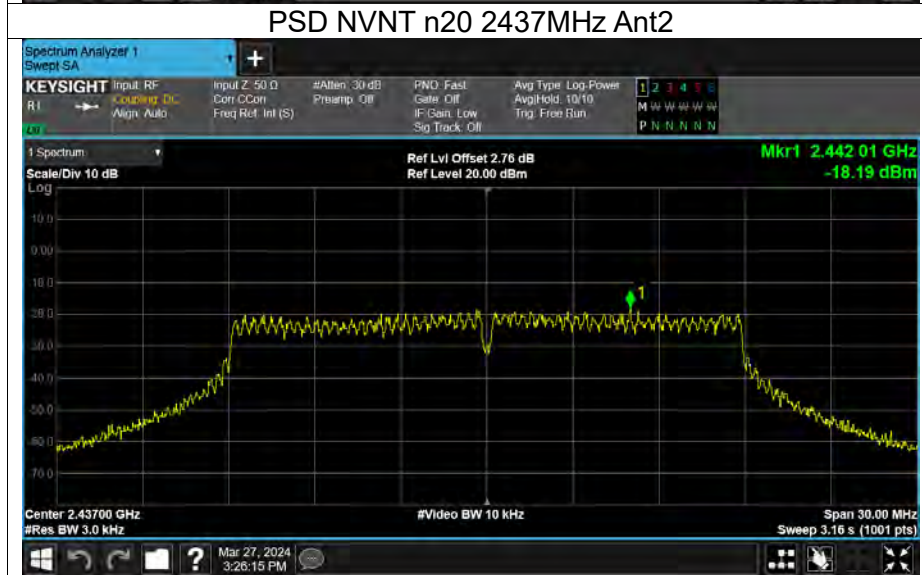 PSD NVNT n20 2437MHz Ant2
Spectrum Analyzer 1
Swept SA
+
KEYSIGHT Input: RF Input Z: 50 Ω #Atten: 30 dB PNO: Fast Avg Type: Log-Power 1 2 3 4 5 6
Coupling: DC Corr CCorr Preamp: Off Gate: Off Avg|Hold: 10/10 M W W W W W
Align: Auto Freq Ref: Int (S) IF Gain: Low Trig: Free Run
Sig Track: Off P N N N N N
1 Spectrum Ref Lvl Offset 2.76 dB Mkr1 2.442 01 GHz
Scale/Div 10 dB Ref Level 20.00 dBm -18.19 dBm
Log
10.0
0.00
-10.0
1
-20.0
-30.0
-40.0
-50.0
-60.0
-70.0
Center 2.43700 GHz #Video BW 10 kHz Span 30.00 MHz
#Res BW 3.0 kHz Sweep 3.16 s (1001 pts)
? Mar 27, 2024
3:26:15 PM